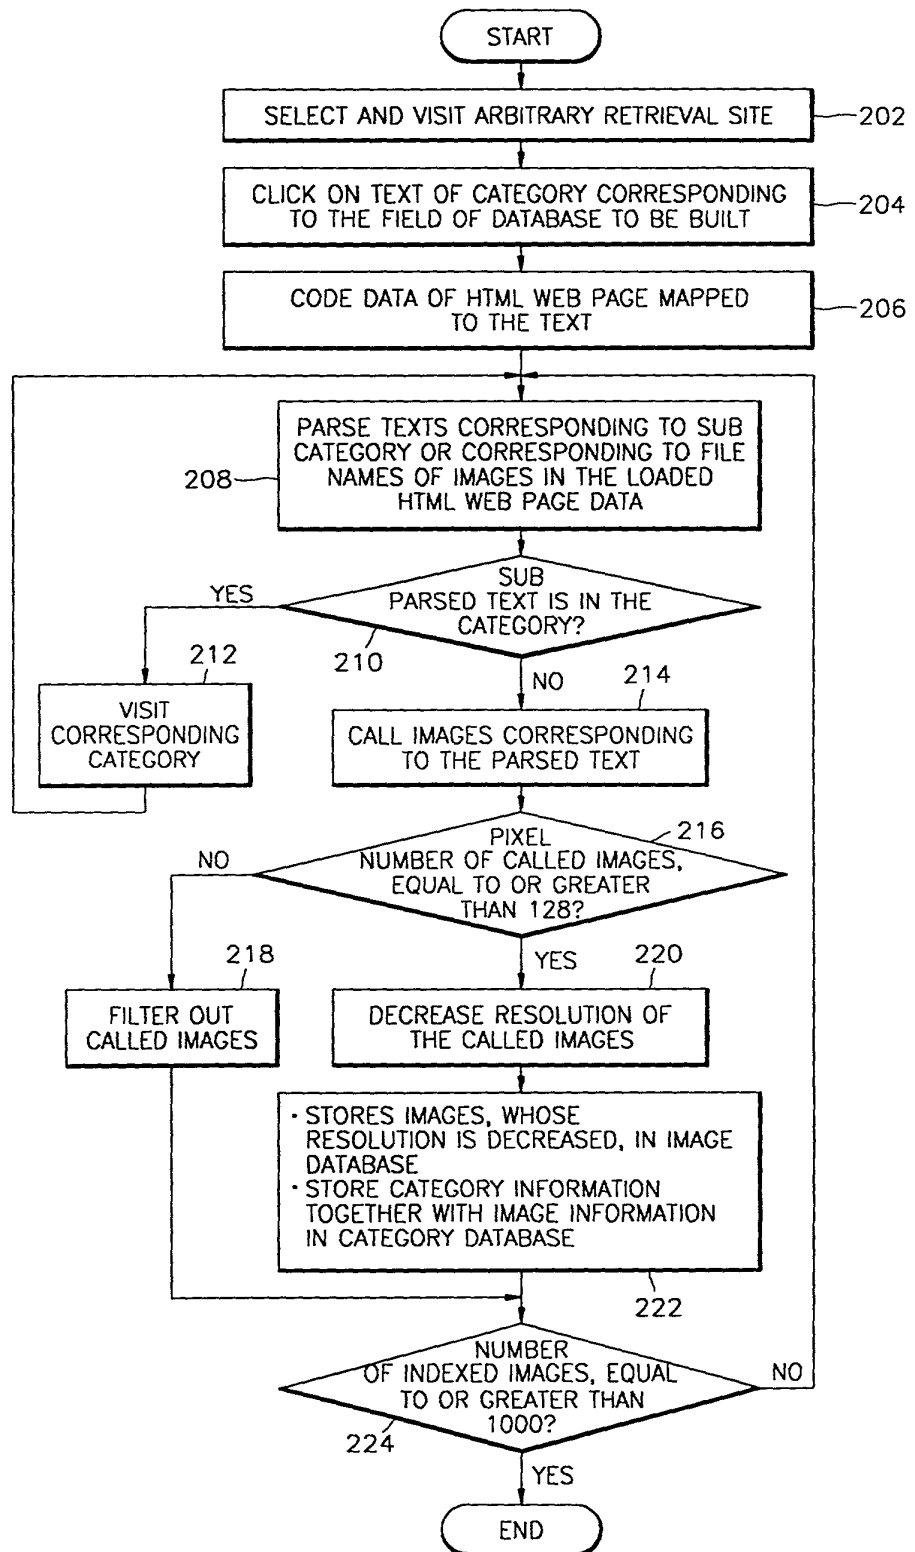 START
SELECT AND VISIT ARBITRARY RETRIEVAL SITE
202
CLICK ON TEXT OF CATEGORY CORRESPONDING
TO THE FIELD OF DATABASE TO BE BUILT
204
CODE DATA OF HTML WEB PAGE MAPPED
TO THE TEXT
206
PARSE TEXTS CORRESPONDING TO SUB
CATEGORY OR CORRESPONDING TO FILE
NAMES OF IMAGES IN THE LOADED
HTML WEB PAGE DATA
208
SUB
PARSED TEXT IS IN THE
CATEGORY?
YES
210
NO
212
VISIT
CORRESPONDING
CATEGORY
214
CALL IMAGES CORRESPONDING
TO THE PARSED TEXT
216
PIXEL
NUMBER OF CALLED IMAGES,
EQUAL TO OR GREATER
THAN 128?
NO
YES
218
FILTER OUT
CALLED IMAGES
220
DECREASE RESOLUTION OF
THE CALLED IMAGES
· STORES IMAGES, WHOSE
RESOLUTION IS DECREASED, IN IMAGE
DATABASE
· STORE CATEGORY INFORMATION
TOGETHER WITH IMAGE INFORMATION
IN CATEGORY DATABASE
222
NUMBER
OF INDEXED IMAGES, EQUAL
TO OR GREATER THAN
1000?
NO
224
YES
END